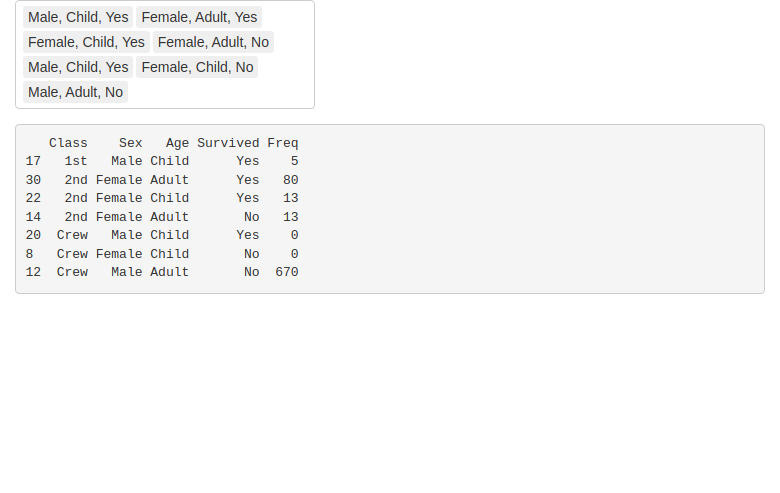 Male, Child, Yes Female, Adult, Yes
Female, Child, Yes Female, Adult, No
Male, Child, Yes Female, Child, No
Male, Adult, No
   Class    Sex   Age Survived Freq
17   1st   Male Child      Yes    5
30   2nd Female Adult      Yes   80
22   2nd Female Child      Yes   13
14   2nd Female Adult       No   13
20  Crew   Male Child      Yes    0
8   Crew Female Child       No    0
12  Crew   Male Adult       No  670